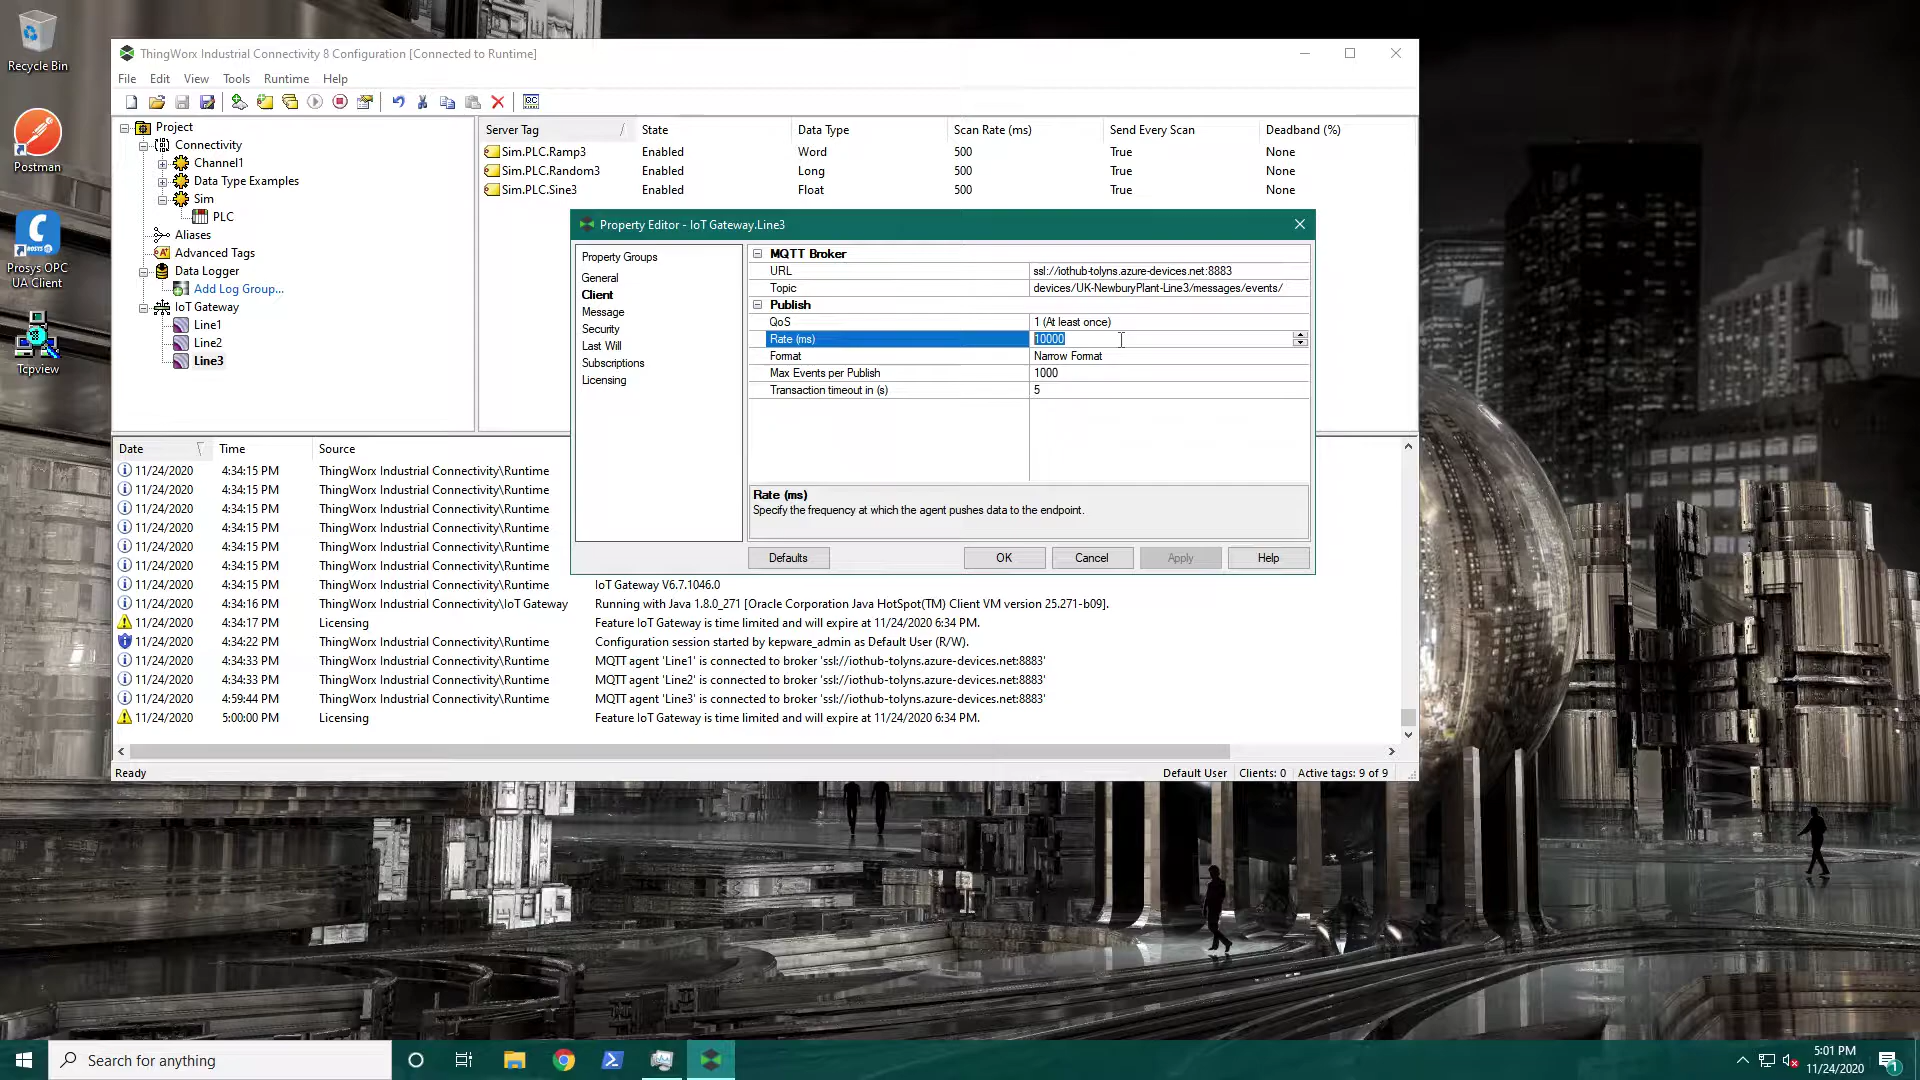 Recycle Bin
Postman
Prosys OPC
UA Client
Tcpview
ThingWorx Industrial Connectivity 8 Configuration [Connected to Runtime]
File Edit View Tools Runtime Help
Project
Connectivity
Channel1
Data Type Examples
Sim
PLC
Aliases
Advanced Tags
Data Logger
Add Log Group...
IoT Gateway
Line1
Line2
Line3
Server Tag State Data Type Scan Rate (ms) Send Every Scan Deadband (%)
Sim.PLC.Ramp3 Enabled Word 500 True None
Sim.PLC.Random3 Enabled Long 500 True None
Sim.PLC.Sine3 Enabled Float 500 True None
Property Editor - IoT Gateway.Line3
Property Groups
General
Client
Message
Security
Last Will
Subscriptions
Licensing
MQTT Broker
URL ssl://iothub-tolyns.azure-devices.net:8883
Topic devices/UK-NewburyPlant-Line3/messages/events/
Publish
QoS 1 (At least once)
Rate (ms) 10000
Format Narrow Format
Max Events per Publish 1000
Transaction timeout in (s) 5
Rate (ms)
Specify the frequency at which the agent pushes data to the endpoint.
Defaults OK Cancel Apply Help
Date Time Source
11/24/2020 4:34:15 PM ThingWorx Industrial Connectivity\Runtime
11/24/2020 4:34:15 PM ThingWorx Industrial Connectivity\Runtime
11/24/2020 4:34:15 PM ThingWorx Industrial Connectivity\Runtime
11/24/2020 4:34:15 PM ThingWorx Industrial Connectivity\Runtime
11/24/2020 4:34:15 PM ThingWorx Industrial Connectivity\Runtime
11/24/2020 4:34:15 PM ThingWorx Industrial Connectivity\Runtime
11/24/2020 4:34:15 PM ThingWorx Industrial Connectivity\Runtime IoT Gateway V6.7.1046.0
11/24/2020 4:34:16 PM ThingWorx Industrial Connectivity\IoT Gateway Running with Java 1.8.0_271 [Oracle Corporation Java HotSpot(TM) Client VM version 25.271-b09].
11/24/2020 4:34:17 PM Licensing Feature IoT Gateway is time limited and will expire at 11/24/2020 6:34 PM.
11/24/2020 4:34:22 PM ThingWorx Industrial Connectivity\Runtime Configuration session started by kepware_admin as Default User (R/W).
11/24/2020 4:34:33 PM ThingWorx Industrial Connectivity\Runtime MQTT agent 'Line1' is connected to broker 'ssl://iothub-tolyns.azure-devices.net:8883'
11/24/2020 4:34:33 PM ThingWorx Industrial Connectivity\Runtime MQTT agent 'Line2' is connected to broker 'ssl://iothub-tolyns.azure-devices.net:8883'
11/24/2020 4:59:44 PM ThingWorx Industrial Connectivity\Runtime MQTT agent 'Line3' is connected to broker 'ssl://iothub-tolyns.azure-devices.net:8883'
11/24/2020 5:00:00 PM Licensing Feature IoT Gateway is time limited and will expire at 11/24/2020 6:34 PM.
Ready Default User Clients: 0 Active tags: 9 of 9
Search for anything
5:01 PM
11/24/2020
1